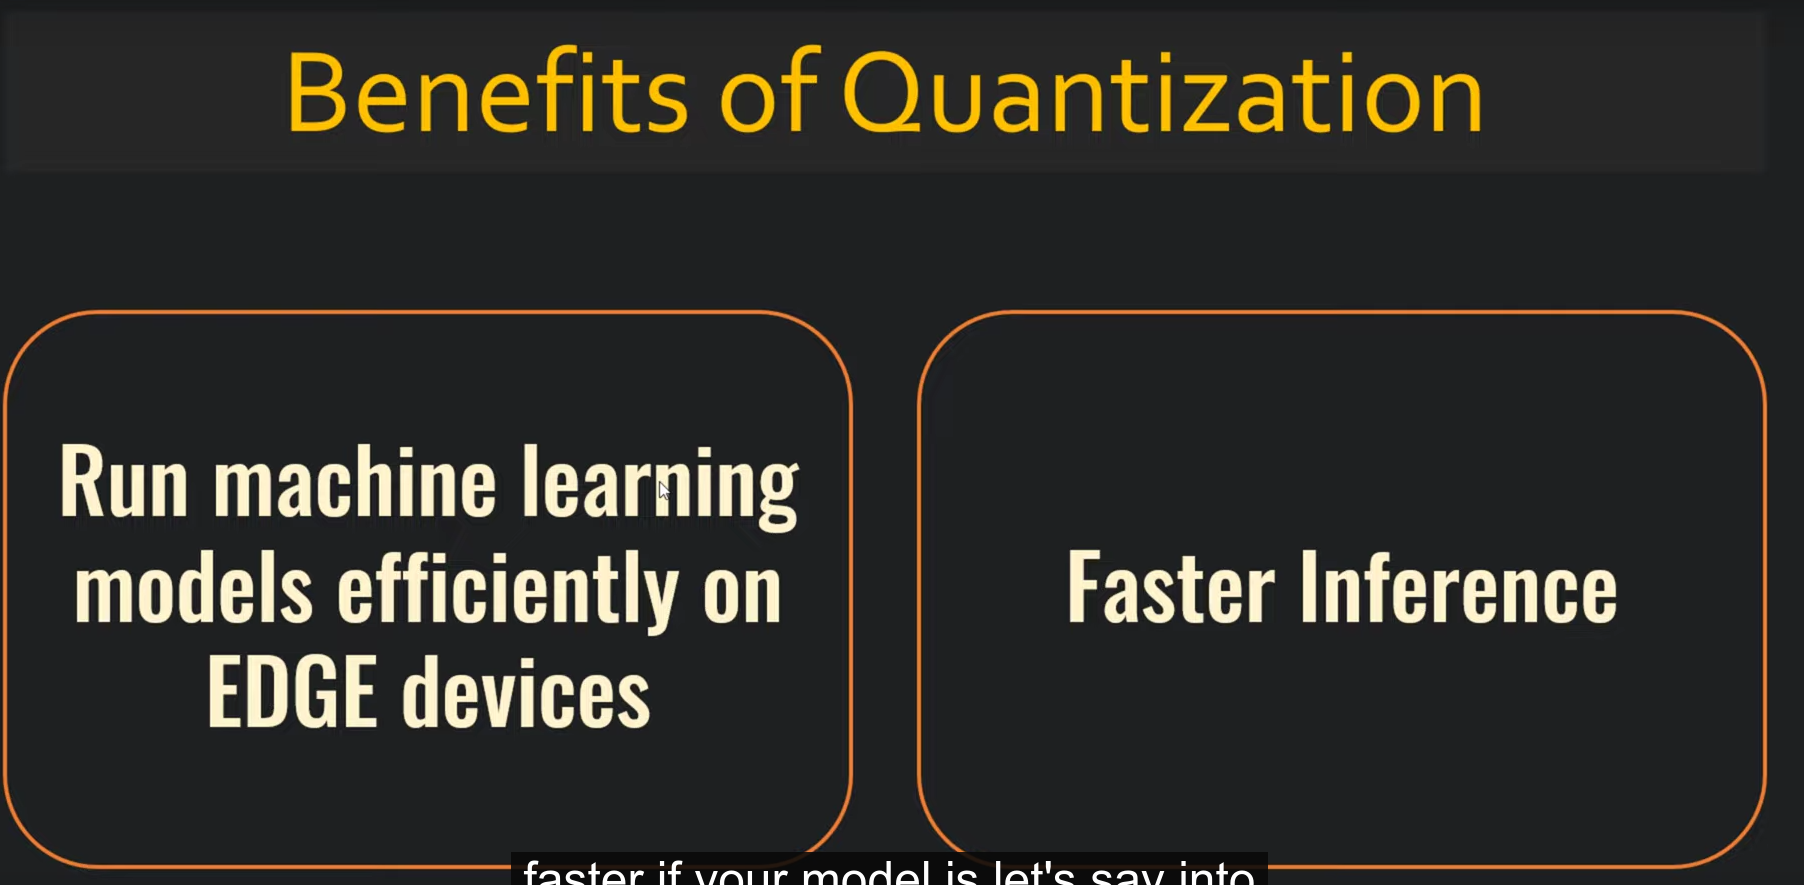 Benefits of Quantization
Run machine learning
models efficiently on
EDGE devices
Faster Inference
faster if your model is let's say into